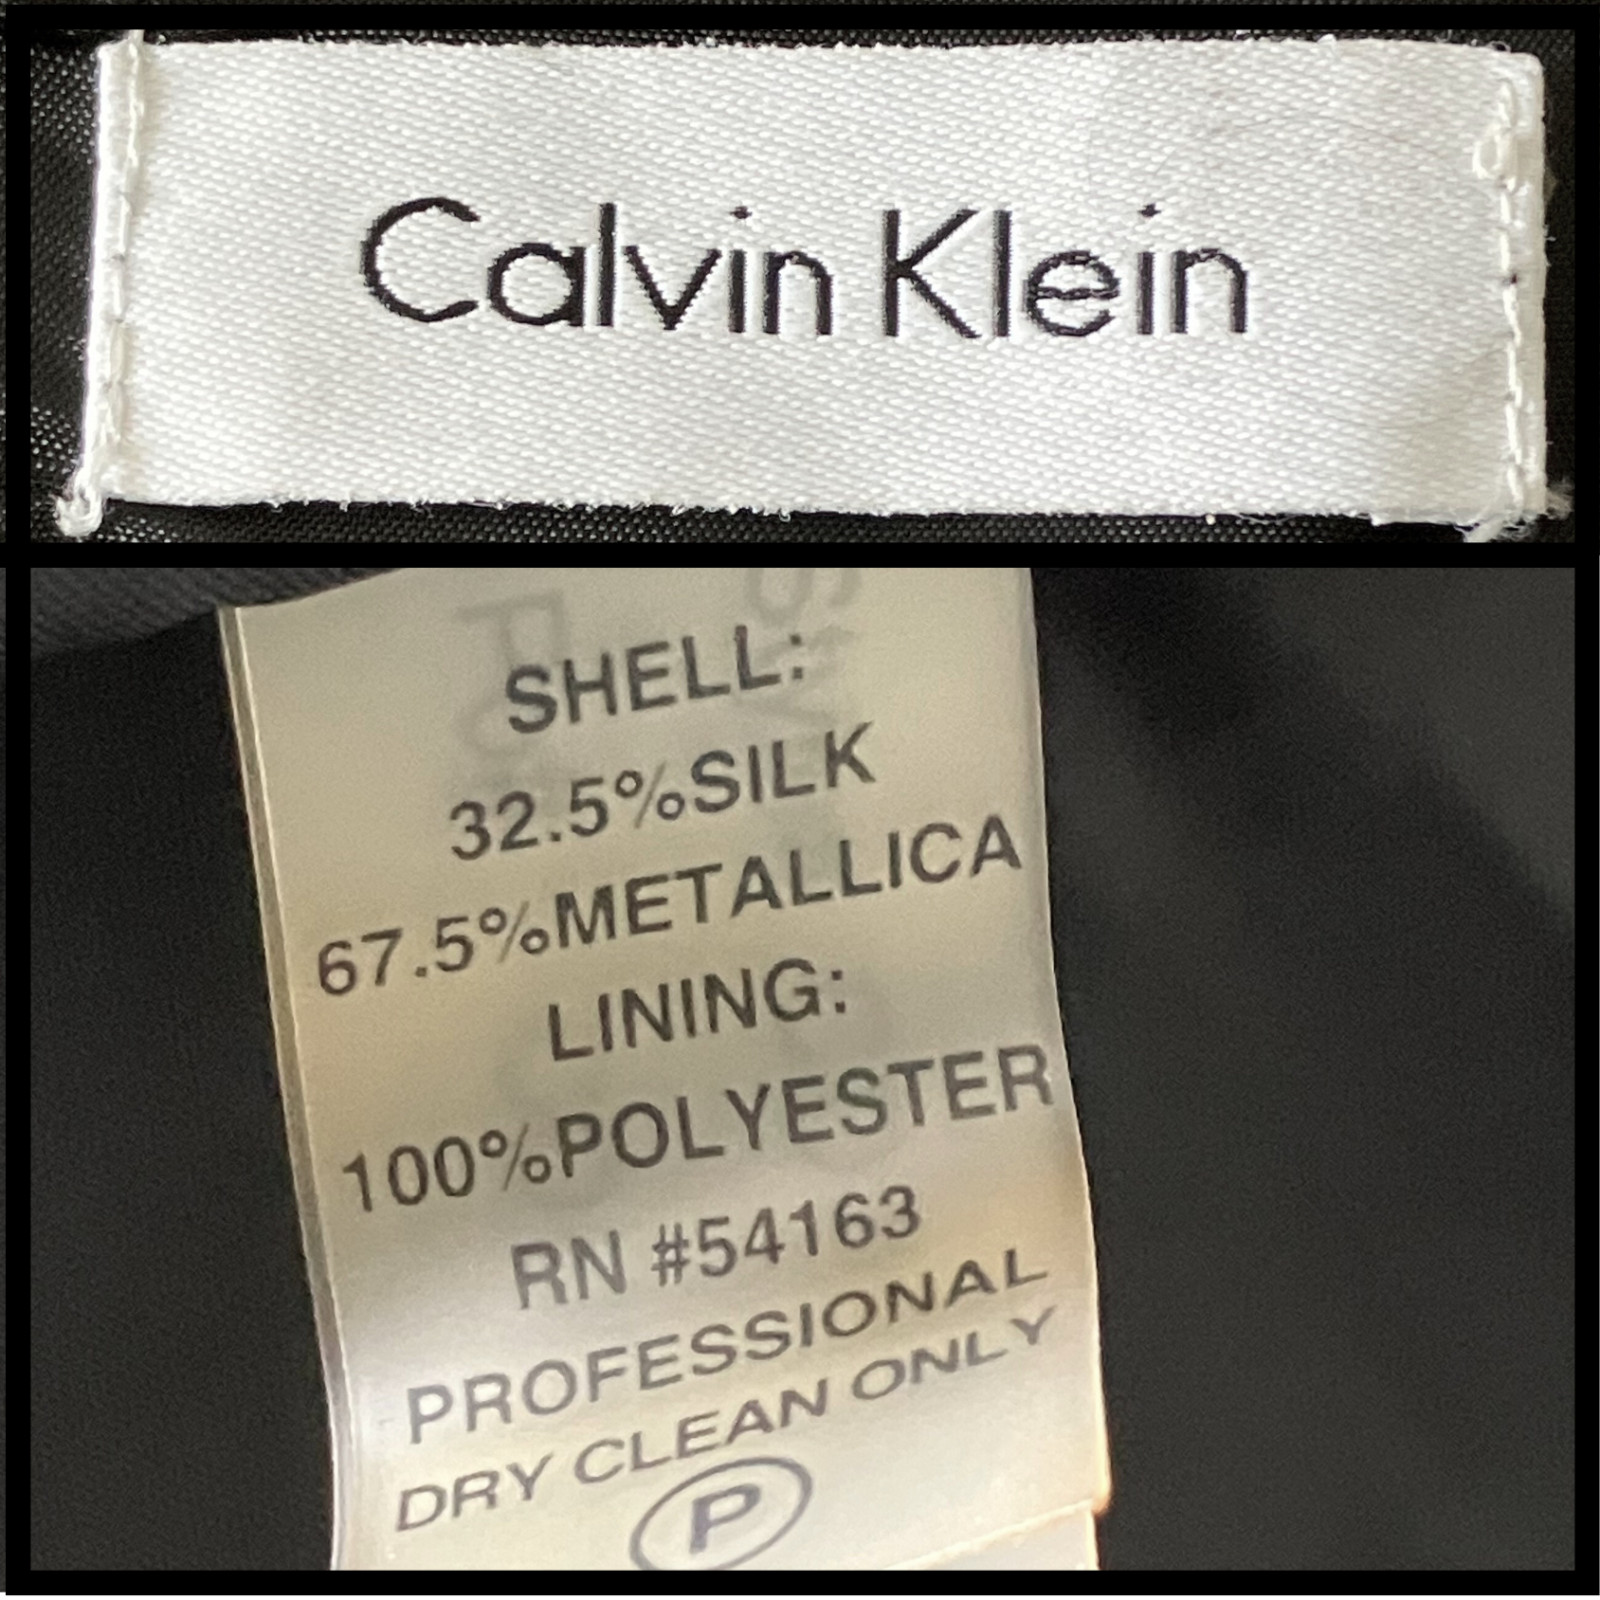 Calvin Klein
SHELL:
32.5%SILK
67.5%METALLICA
LINING:
100%POLYESTER
RN #54163
PROFESSIONAL
DRY CLEAN ONLY
P